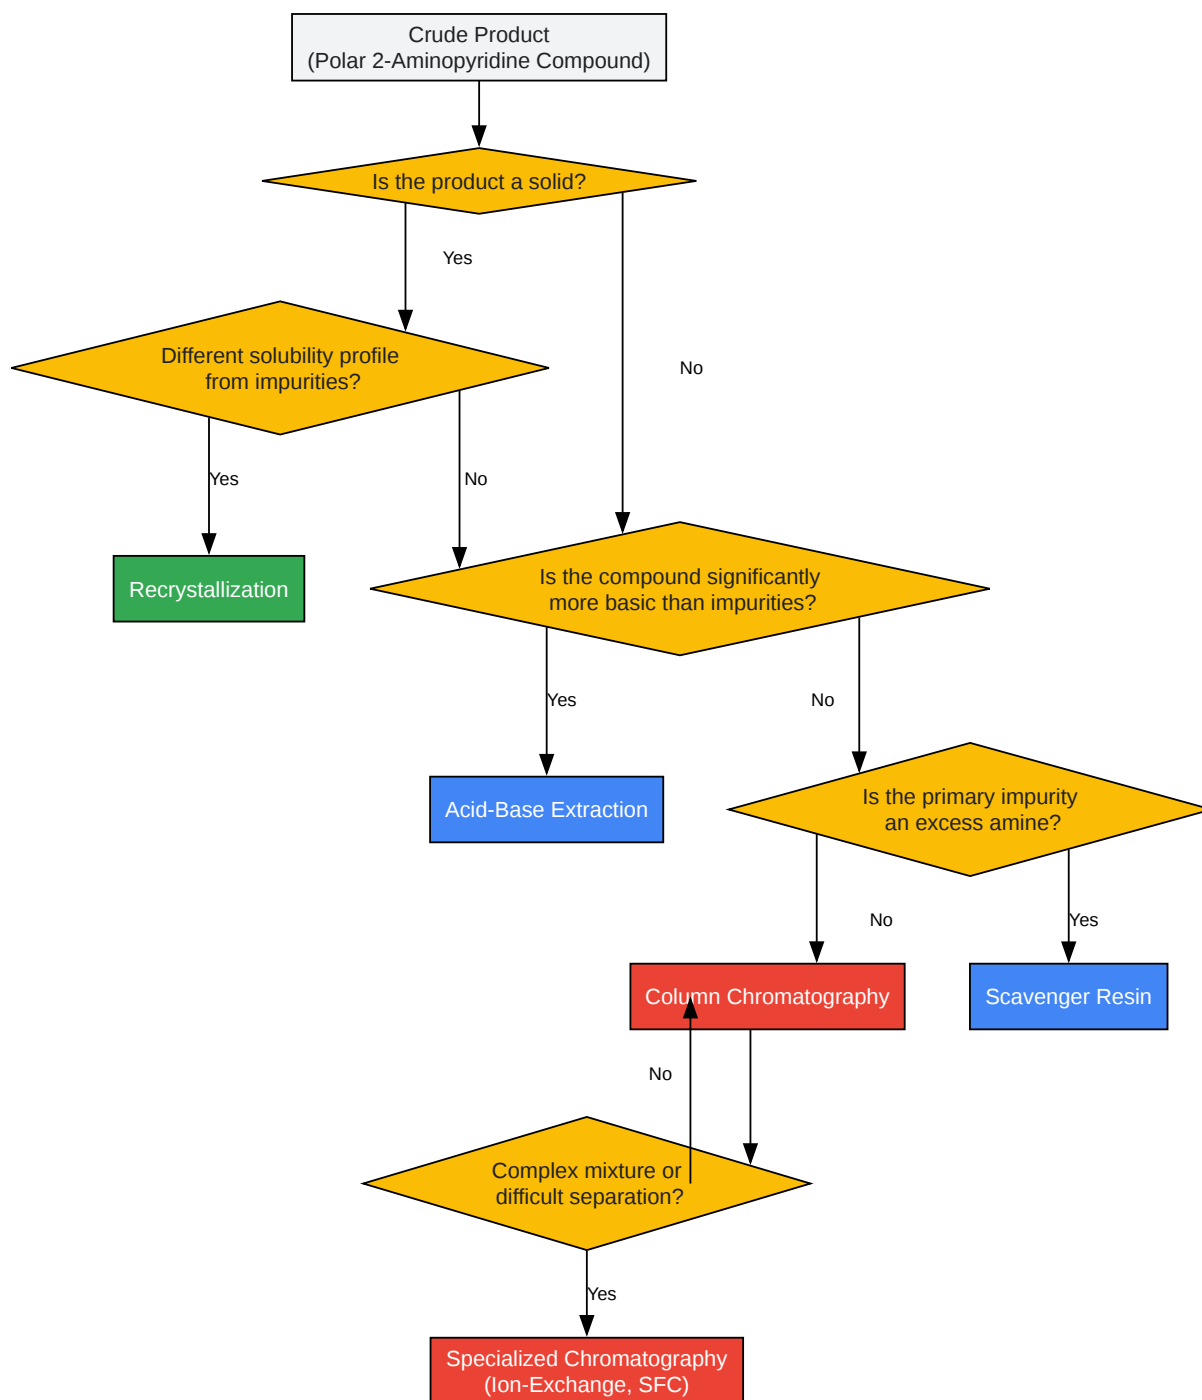 Crude Product
(Polar 2-Aminopyridine Compound)
Is the product a solid?
Yes
Different solubility profile
from impurities?
No
Yes
No
Recrystallization
Is the compound significantly
more basic than impurities?
Yes
No
Acid-Base Extraction
Is the primary impurity
an excess amine?
No
Yes
Column Chromatography
Scavenger Resin
No
Complex mixture or
difficult separation?
Yes
Specialized Chromatography
(Ion-Exchange, SFC)